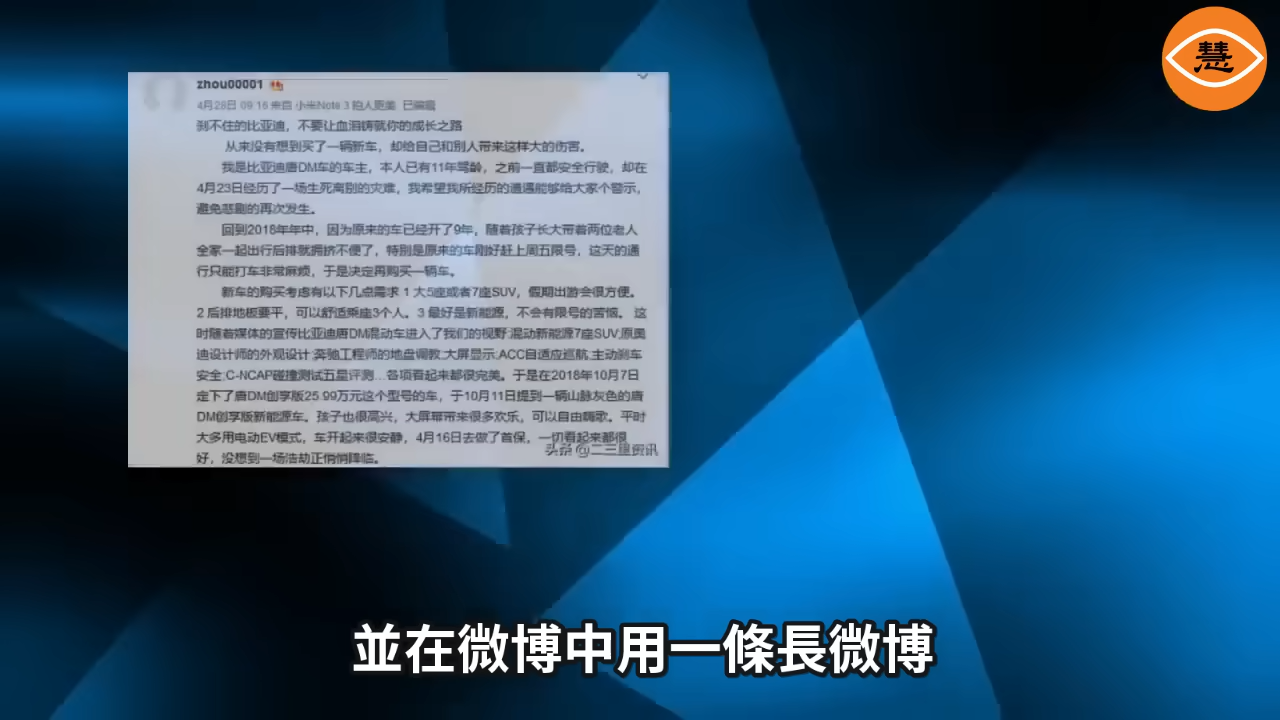 慧
zhou00001
4月28日 09:16 来自 小米Note 3 拍人更美 已编辑
刹不住的比亚迪，不要让血泪铸就你的成长之路
从来没有想到买了一辆新车，却给自己和别人带来这样大的伤害。
我是比亚迪唐DM车的车主，本人已有11年驾龄，之前一直都安全行驶，却在
4月23日经历了一场生死离别的灾难，我希望我所经历的遭遇能够给大家个警示，
避免悲剧的再次发生。
回到2018年年中，因为原来的车已经开了9年，随着孩子长大带着两位老人
全家一起出行后排就拥挤不便了，特别是原来的车刚好赶上周五限号，这天的通
行只能打车非常麻烦，于是决定再购买一辆车。
新车的购买考虑有以下几点需求 1 大5座或者7座SUV，假期出游会很方便。
2 后排地板要平，可以舒适乘座3个人。3 最好是新能源，不会有限号的苦恼。 这
时随着媒体的宣传比亚迪唐DM混动车进入了我们的视野:混动新能源7座SUV,原奥
迪设计师的外观设计;奔驰工程师的地盘调教;大屏显示;ACC自适应巡航;主动刹车
安全;C-NCAP碰撞测试五星评测…各项看起来都很完美。于是在2018年10月7日
定下了唐DM创享版25.99万元这个型号的车，于10月11日提到一辆山脉灰色的唐
DM创享版新能源车。孩子也很高兴，大屏幕带来很多欢乐，可以自由嗨歌。平时
大多用电动EV模式，车开起来很安静，4月16日去做了首保，一切看起来都很
好，没想到一场浩劫正悄悄降临。
头条 @二三里资讯
並在微博中用一條長微博